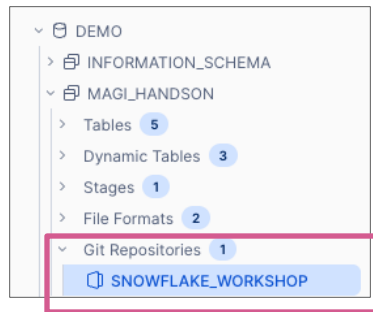 DEMO
INFORMATION_SCHEMA
MAGI_HANDSON
Tables 5
Dynamic Tables 3
Stages 1
File Formats 2
Git Repositories 1
SNOWFLAKE_WORKSHOP